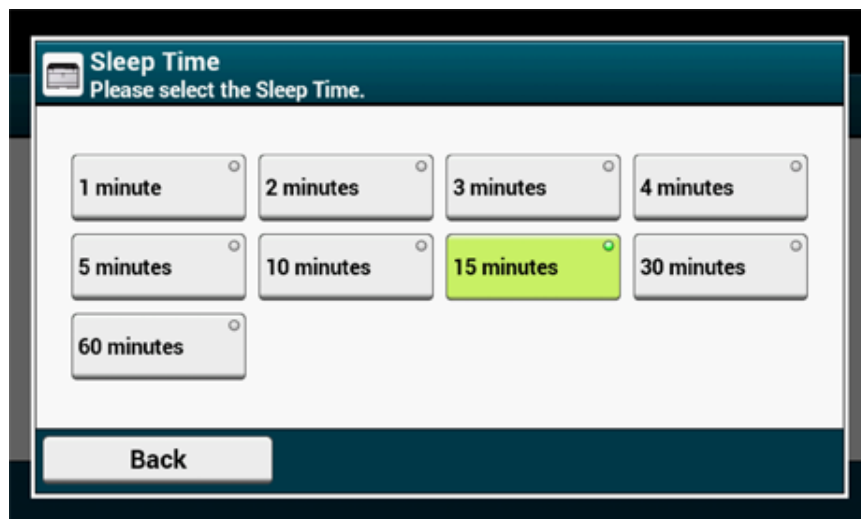 Sleep Time
Please select the Sleep Time.
1 minute
2 minutes
3 minutes
4 minutes
5 minutes
10 minutes
15 minutes
30 minutes
60 minutes
Back